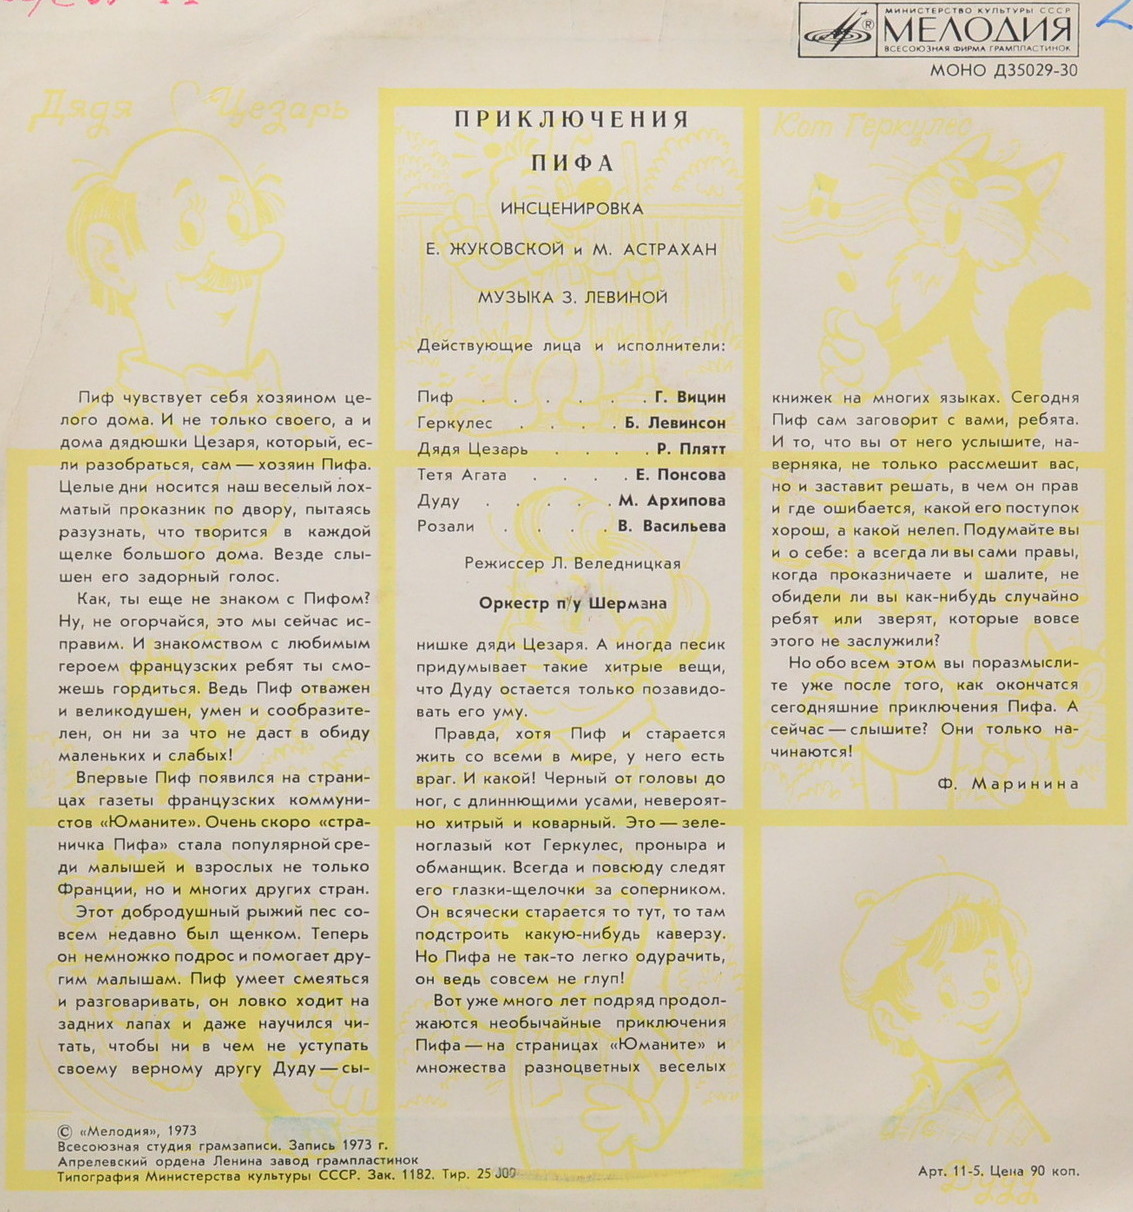 МИНИСТЕРСТВО КУЛЬТУРЫ СССР
МЕЛОДИЯ
ВСЕСОЮЗНАЯ ФИРМА ГРАМПЛАСТИНОК
МОНО Д35029-30
Дядя Цезарь
Кот Геркулес
ПРИКЛЮЧЕНИЯ
ПИФА
ИНСЦЕНИРОВКА
Е. ЖУКОВСКОЙ и М. АСТРАХАН
МУЗЫКА З. ЛЕВИНОЙ
Действующие лица и исполнители:
Пиф . . . . . . Г. Вицин
Геркулес . . . . Б. Левинсон
Дядя Цезарь . . . . Р. Плятт
Тетя Агата . . . . Е. Понсова
Дуду . . . . . М. Архипова
Розали . . . . В. Васильева
Режиссер Л. Веледницкая
Оркестр п/у Шермана
Пиф чувствует себя хозяином це-
лого дома. И не только своего, а и
дома дядюшки Цезаря, который, ес-
ли разобраться, сам — хозяин Пифа.
Целые дни носится наш веселый лох-
матый проказник по двору, пытаясь
разузнать, что творится в каждой
щелке большого дома. Везде слы-
шен его задорный голос.
Как, ты еще не знаком с Пифом?
Ну, не огорчайся, это мы сейчас ис-
правим. И знакомством с любимым
героем французских ребят ты смо-
жешь гордиться. Ведь Пиф отважен
и великодушен, умен и сообразите-
лен, он ни за что не даст в обиду
маленьких и слабых!
Впервые Пиф появился на страни-
цах газеты французских коммуни-
стов «Юманите». Очень скоро «стра-
ничка Пифа» стала популярной сре-
ди малышей и взрослых не только
Франции, но и многих других стран.
Этот добродушный рыжий пес со-
всем недавно был щенком. Теперь
он немножко подрос и помогает дру-
гим малышам. Пиф умеет смеяться
и разговаривать, он ловко ходит на
задних лапах и даже научился чи-
тать, чтобы ни в чем не уступать
своему верному другу Дуду — сы-
нишке дяди Цезаря. А иногда песик
придумывает такие хитрые вещи,
что Дуду остается только позавидо-
вать его уму.
Правда, хотя Пиф и старается
жить со всеми в мире, у него есть
враг. И какой! Черный от головы до
ног, с длиннющими усами, невероят-
но хитрый и коварный. Это — зеле-
ноглазый кот Геркулес, проныра и
обманщик. Всегда и повсюду следят
его глазки-щелочки за соперником.
Он всячески старается то тут, то там
подстроить какую-нибудь каверзу.
Но Пифа не так-то легко одурачить,
он ведь совсем не глуп!
Вот уже много лет подряд продол-
жаются необычайные приключения
Пифа — на страницах «Юманите» и
множества разноцветных веселых
книжек на многих языках. Сегодня
Пиф сам заговорит с вами, ребята.
И то, что вы от него услышите, на-
верняка, не только рассмешит вас,
но и заставит решать, в чем он прав
и где ошибается, какой его поступок
хорош, а какой нелеп. Подумайте вы
и о себе: а всегда ли вы сами правы,
когда проказничаете и шалите, не
обидели ли вы как-нибудь случайно
ребят или зверят, которые вовсе
этого не заслужили?
Но обо всем этом вы поразмысли-
те уже после того, как окончатся
сегодняшние приключения Пифа. А
сейчас — слышите? Они только на-
чинаются!
Ф. Маринина
© «Мелодия», 1973
Всесоюзная студия грамзаписи. Запись 1973 г.
Апрелевский ордена Ленина завод грампластинок
Типография Министерства культуры СССР. Зак. 1182. Тир. 25 000
Арт. 11-5. Цена 90 коп.
Дуду